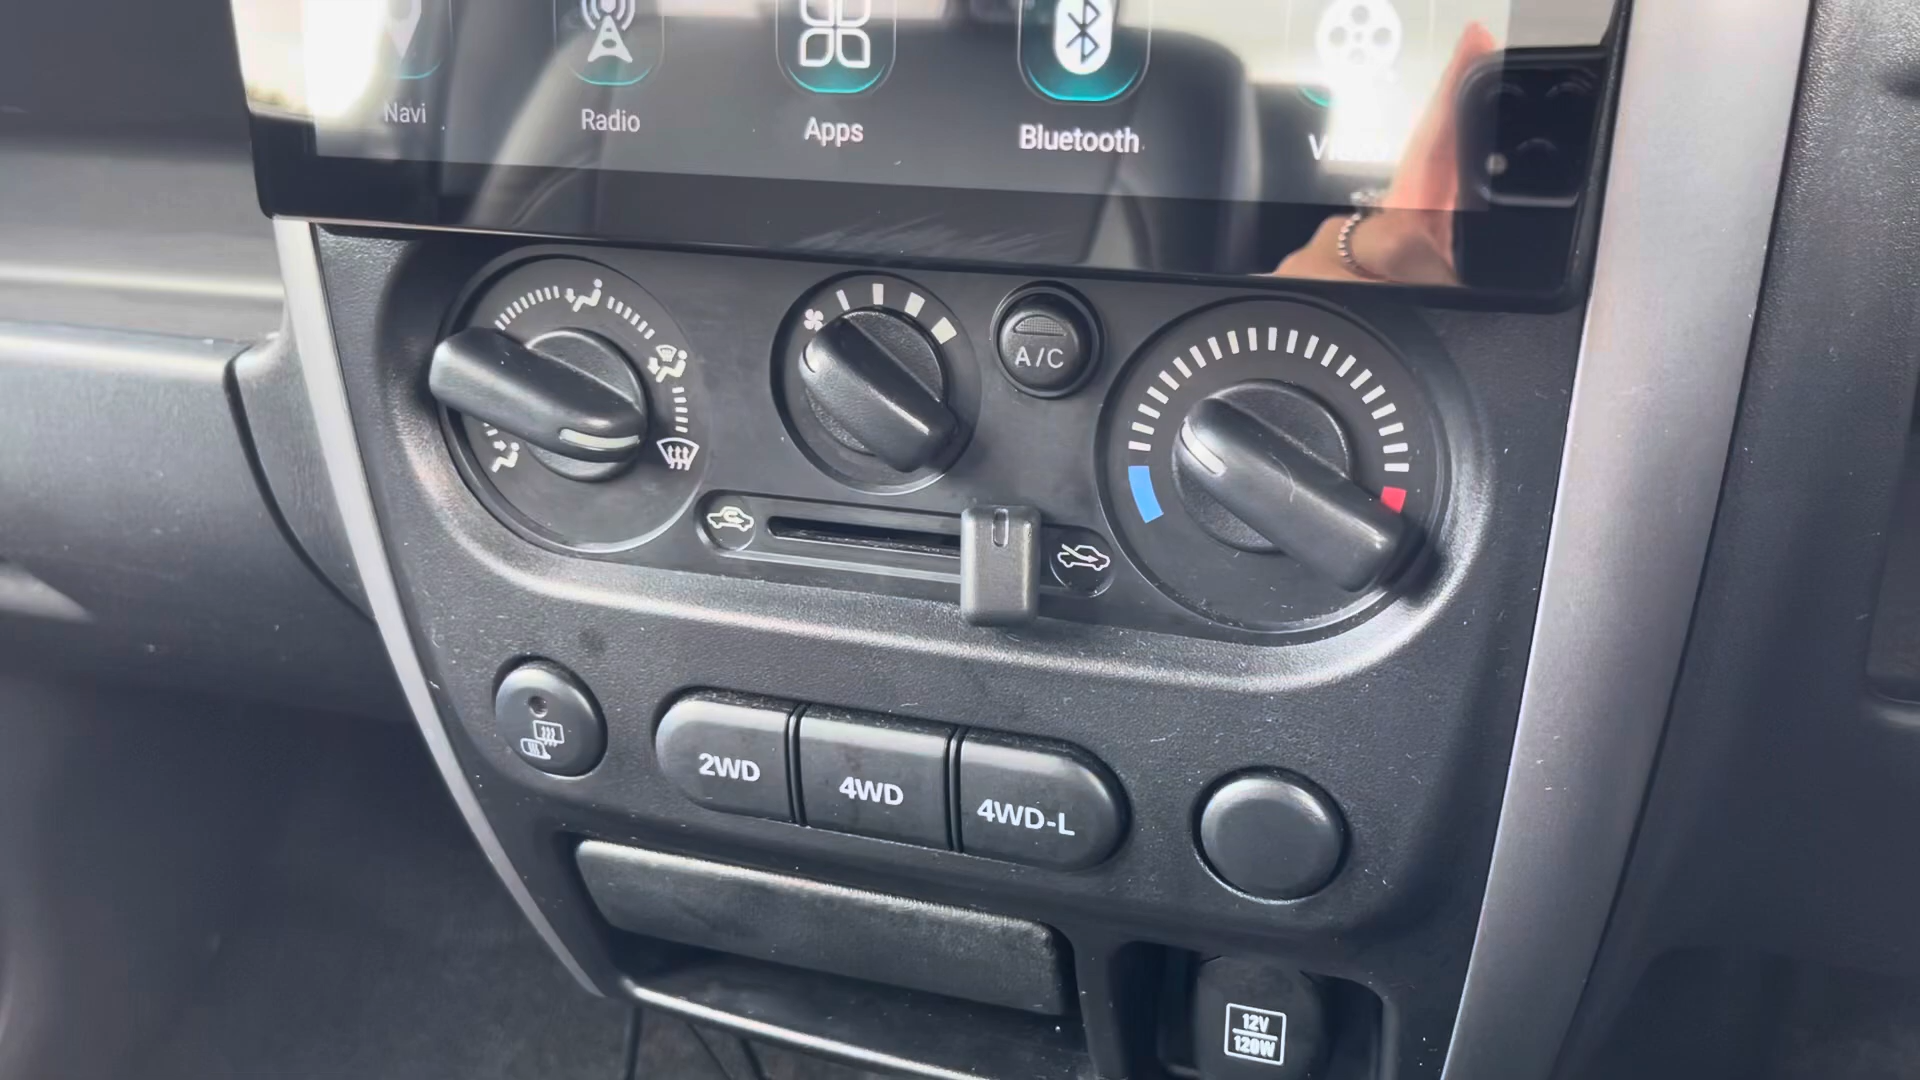 Navi
Radio
Apps
Bluetooth
A/C
2WD
4WD
4WD-L
12V
120W